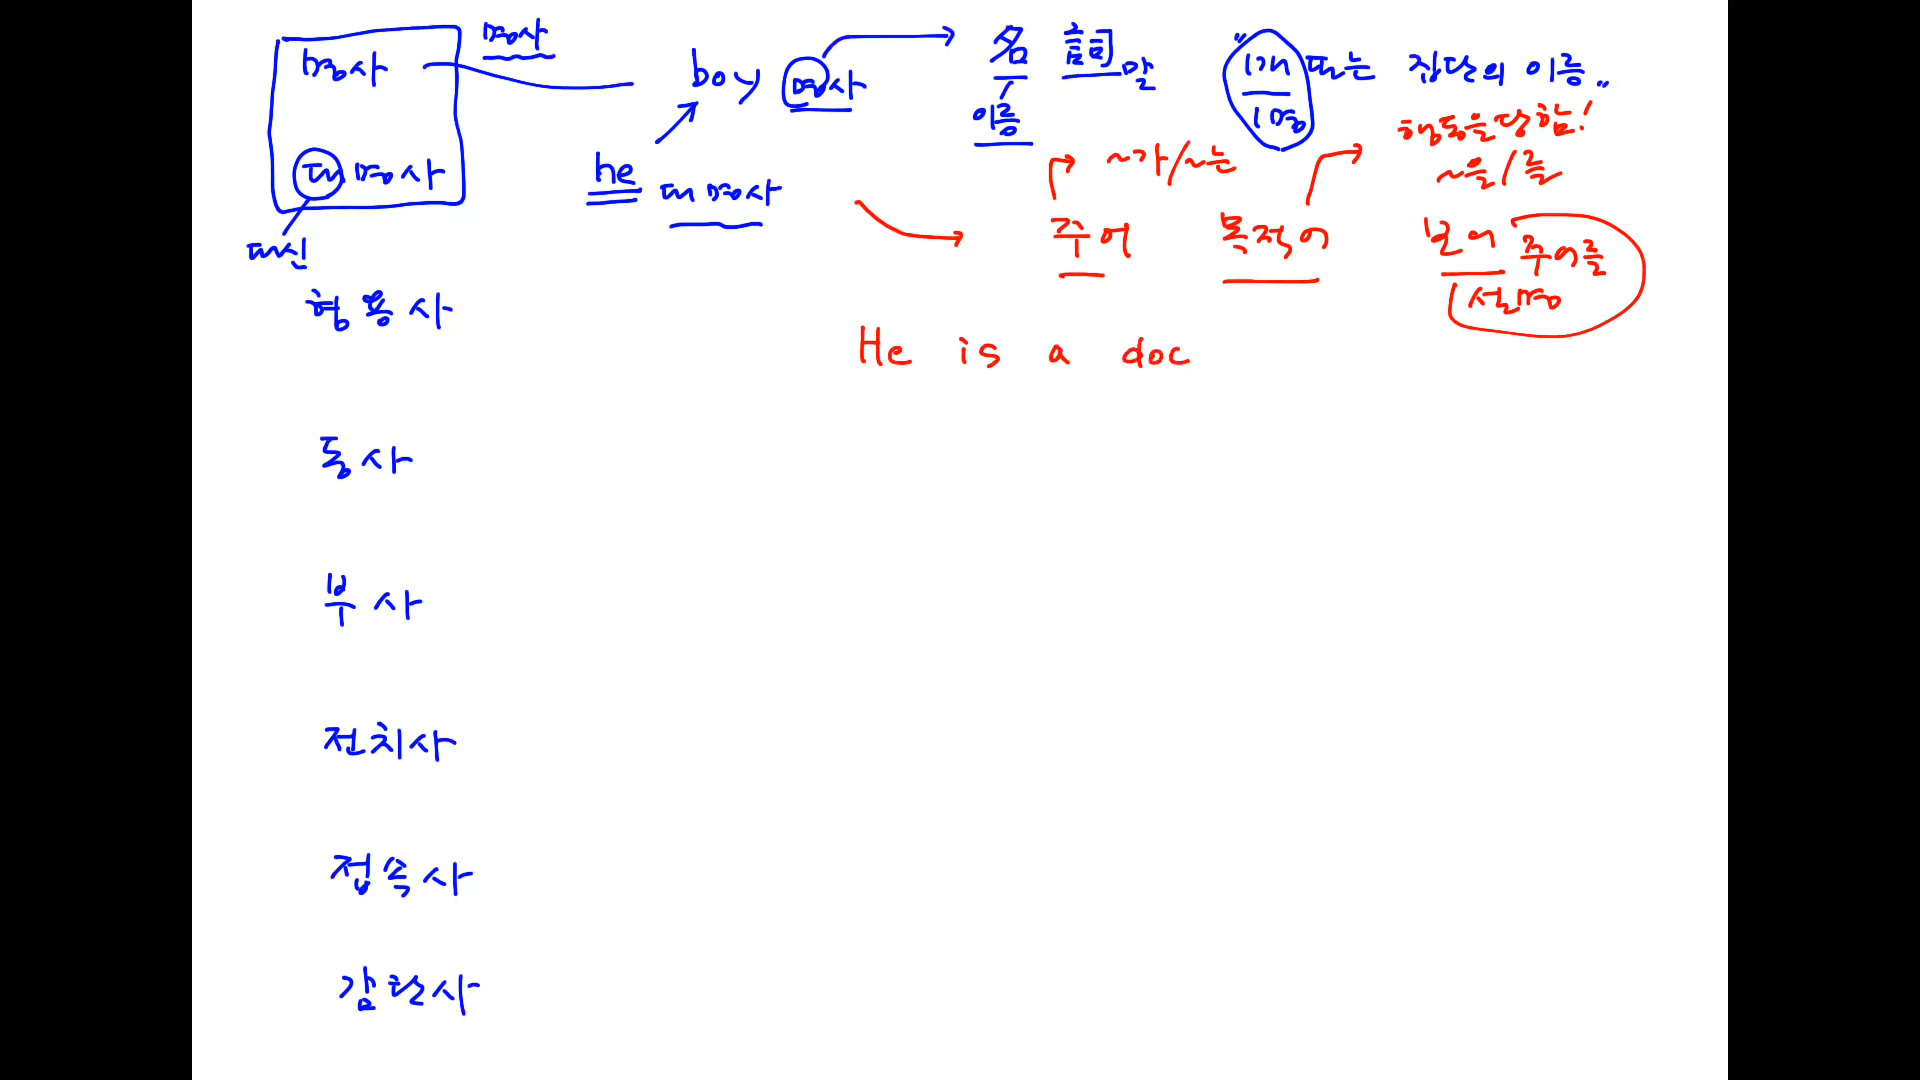 명사
명사
boy 명사
名詞 말
이름
"1개 또는 집단의 이름"
1명
행동을 당함!
~가/~는
~을/를
대명사
he 대명사
대신
주어 목적어 보어 주어를
설명
형용사
He is a doc
동사
부사
전치사
접속사
감탄사